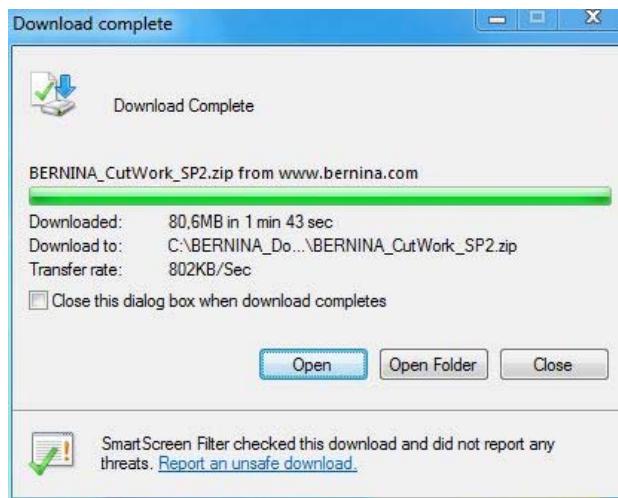 Download complete
Download Complete
BERNINA_CutWork_SP2.zip from www.bernina.com
Downloaded: 80,6MB in 1 min 43 sec
Download to: C:\BERNINA_Do...\BERNINA_CutWork_SP2.zip
Transfer rate: 802KB/Sec
Close this dialog box when download completes
Open Open Folder Close
SmartScreen Filter checked this download and did not report any
threats. Report an unsafe download.